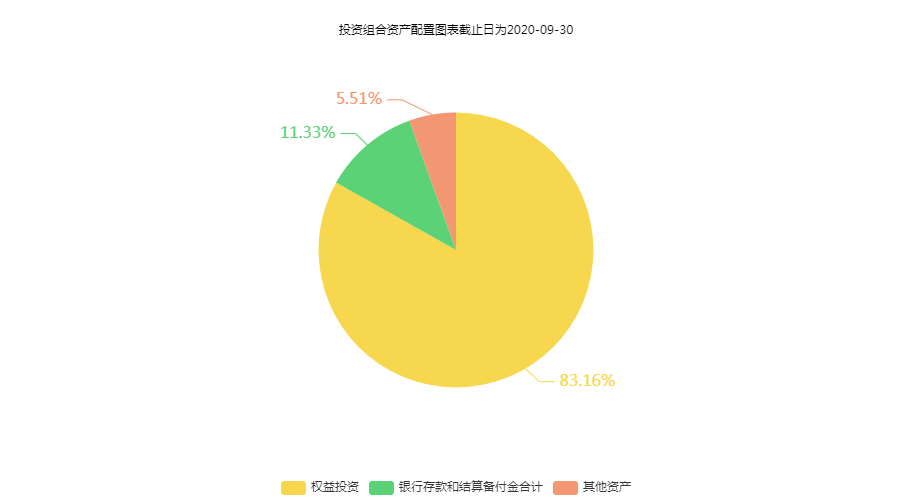 投资组合资产配置图表截止日为2020-09-30
5.51%
11.33%
83.16%
权益投资 银行存款和结算备付金合计 其他资产